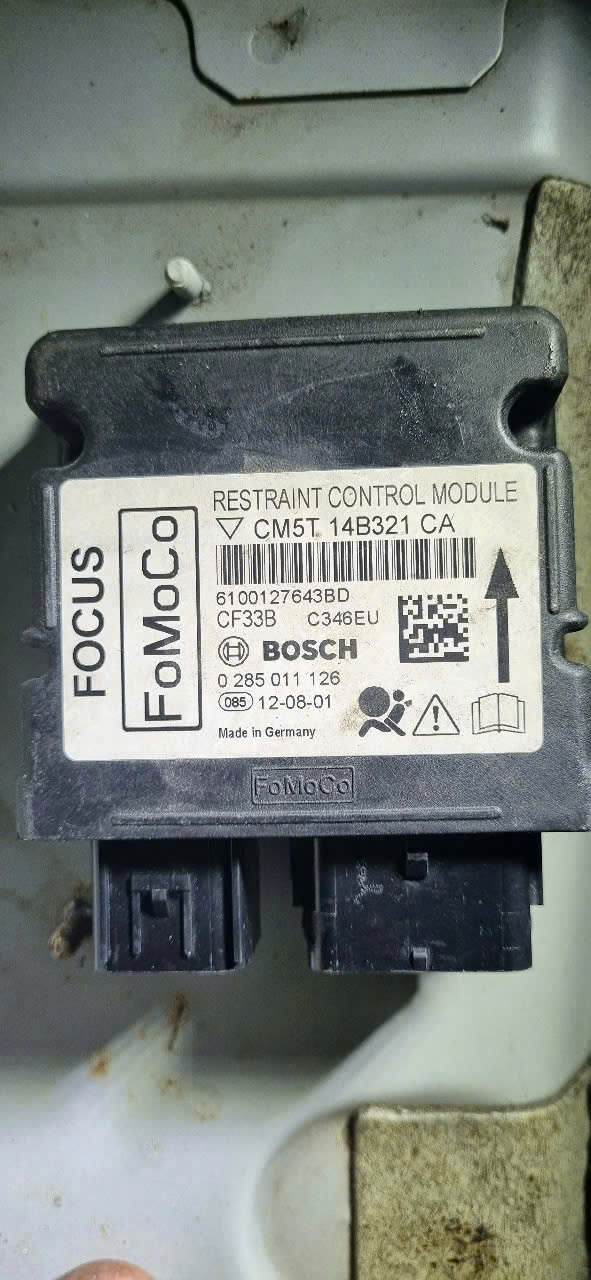 RESTRAINT CONTROL MODULE
CM5T 14B321 CA
6100127643BD
CF33B C346EU
BOSCH
0 285 011 126
085 12-08-01
Made in Germany
FOCUS
FoMoCo
FoMoCo